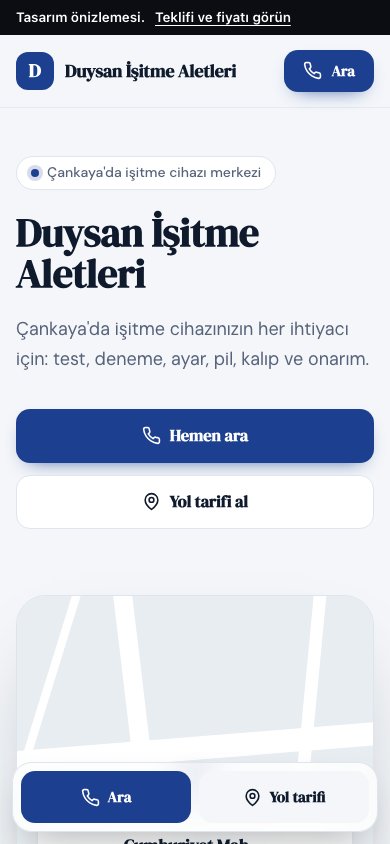 Tasarım önizlemesi. Teklifi ve fiyatı görün
D Duysan İşitme Aletleri Ara
Çankaya'da işitme cihazı merkezi
Duysan İşitme
Aletleri
Çankaya'da işitme cihazınızın her ihtiyacı
için: test, deneme, ayar, pil, kalıp ve onarım.
Hemen ara
Yol tarifi al
Ara Yol tarifi
Cumhuriyet Mah.